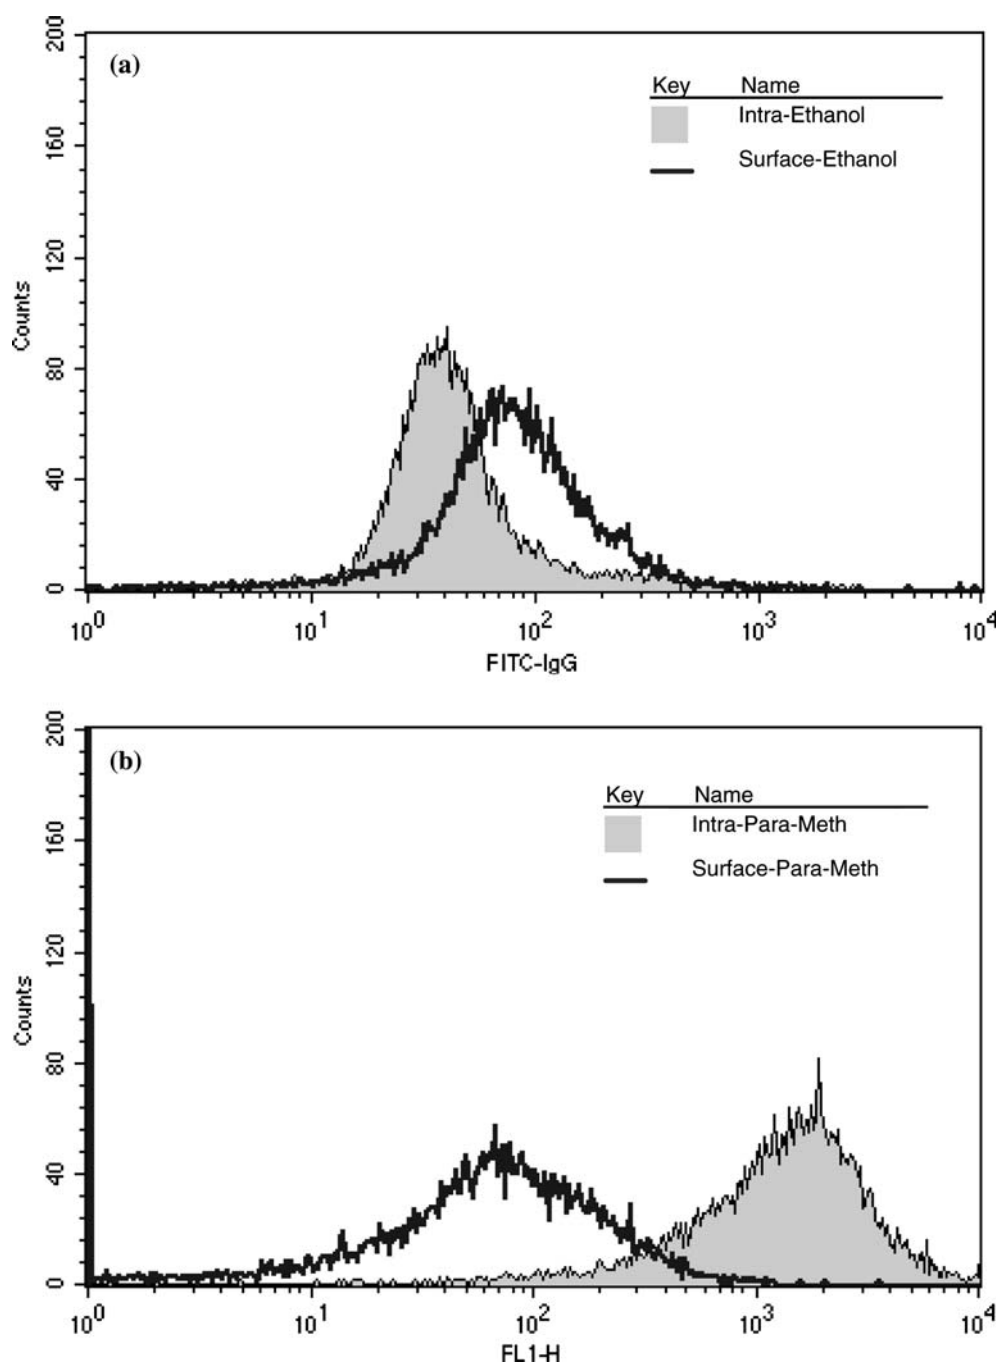 (a)
Key Name
Intra-Ethanol
Surface-Ethanol
Counts
200
160
120
80
40
0
10^0 10^1 10^2 10^3 10^4
FITC-IgG
(b)
Key Name
Intra-Para-Meth
Surface-Para-Meth
Counts
200
160
120
80
40
0
10^0 10^1 10^2 10^3 10^4
FL1-H